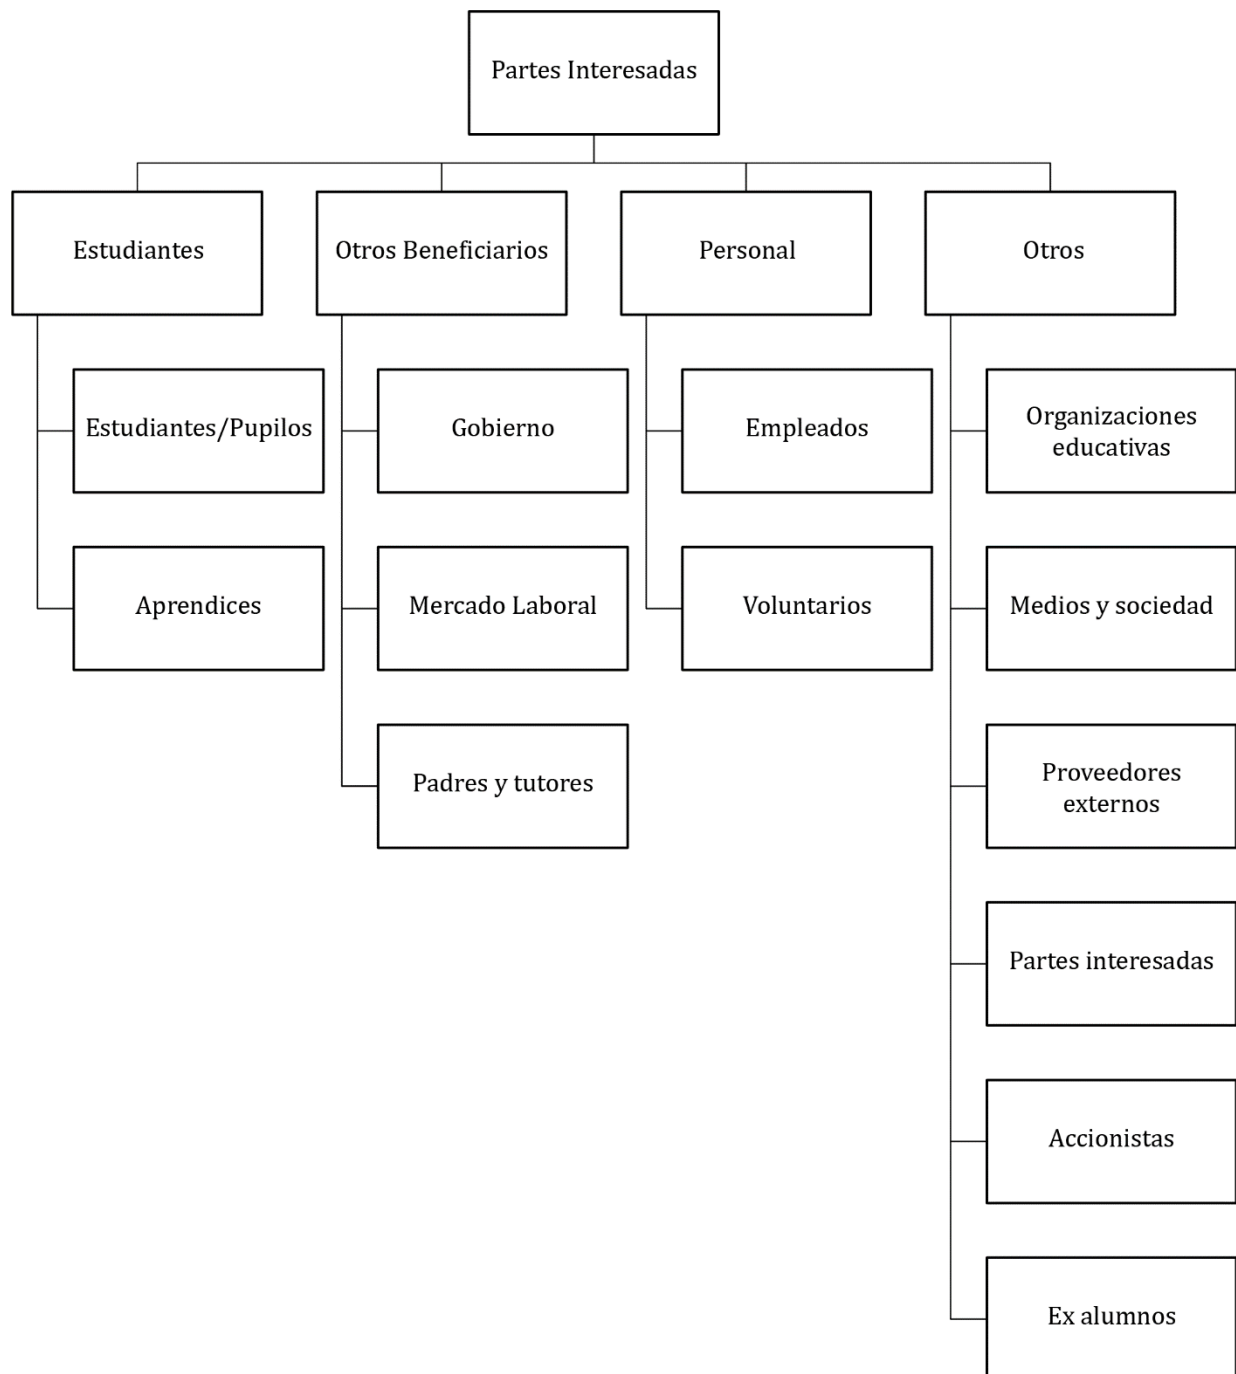 Partes Interesadas
Estudiantes
Otros Beneficiarios
Personal
Otros
Estudiantes/Pupilos
Gobierno
Empleados
Organizaciones
educativas
Aprendices
Mercado Laboral
Voluntarios
Medios y sociedad
Padres y tutores
Proveedores
externos
Partes interesadas
Accionistas
Ex alumnos